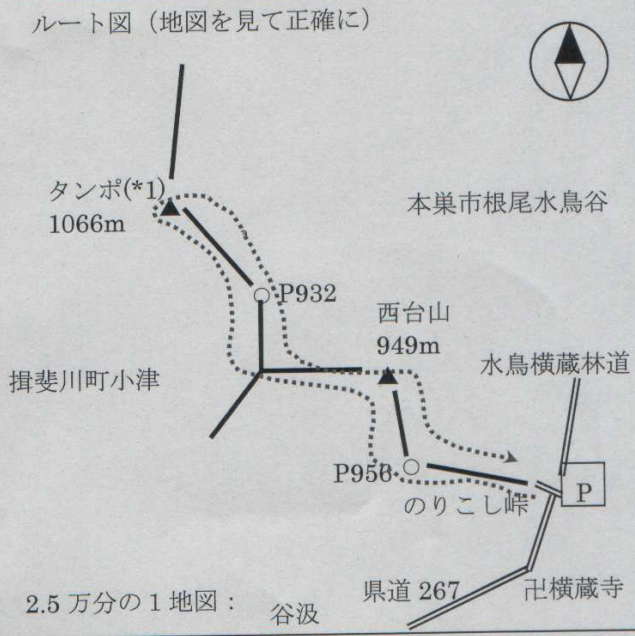 ルート図（地図を見て正確に）
タンポ(*1)
1066m
本巣市根尾水鳥谷
P932
西台山
949m
水鳥横蔵林道
揖斐川町小津
P956
のりこし峠
P
県道 267
卍横蔵寺
2.5 万分の 1 地図：
谷汲